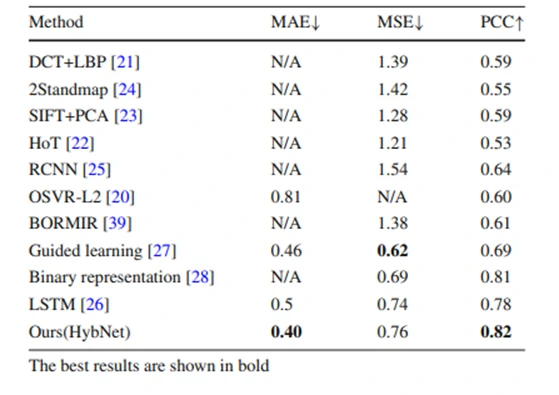 Method MAE↓ MSE↓ PCC↑
DCT+LBP [21] N/A 1.39 0.59
2Standmap [24] N/A 1.42 0.55
SIFT+PCA [23] N/A 1.28 0.59
HoT [22] N/A 1.21 0.53
RCNN [25] N/A 1.54 0.64
OSVR-L2 [20] 0.81 N/A 0.60
BORMIR [39] N/A 1.38 0.61
Guided learning [27] 0.46 0.62 0.69
Binary representation [28] N/A 0.69 0.81
LSTM [26] 0.5 0.74 0.78
Ours(HybNet) 0.40 0.76 0.82
The best results are shown in bold